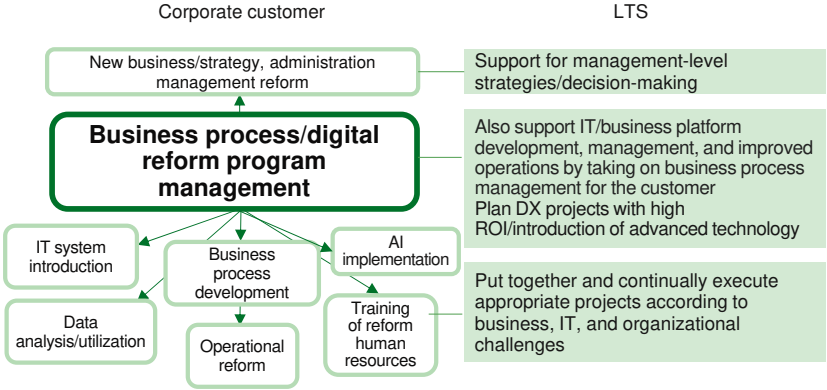 Corporate customer
LTS
New business/strategy, administration
management reform
Support for management-level
strategies/decision-making
Business process/digital
reform program
management
Also support IT/business platform
development, management, and improved
operations by taking on business process
management for the customer
Plan DX projects with high
ROI/introduction of advanced technology
IT system
introduction
Business
process
development
AI
implementation
Data
analysis/utilization
Operational
reform
Training
of reform
human
resources
Put together and continually execute
appropriate projects according to
business, IT, and organizational
challenges